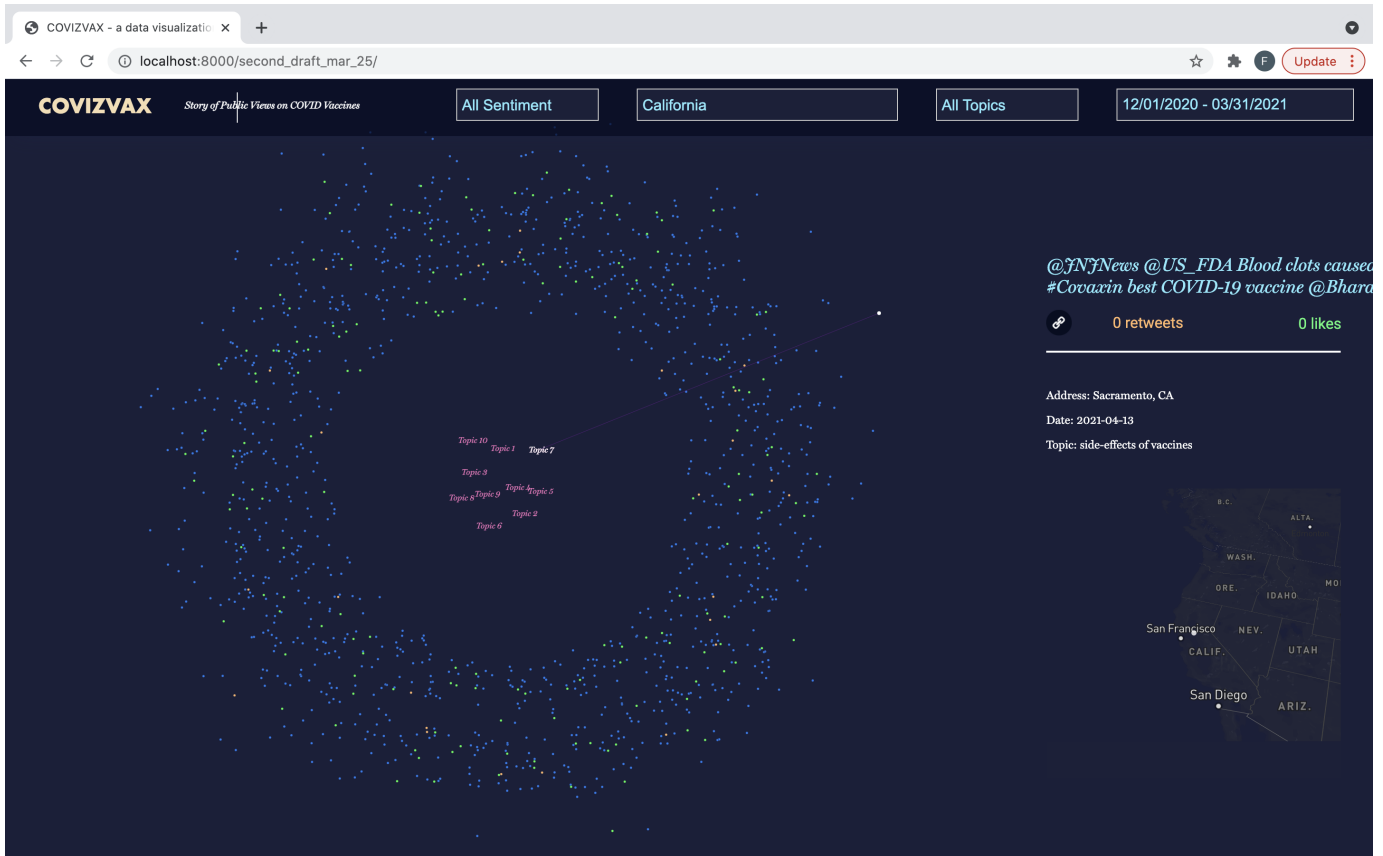 COVIZVAX - a data visualizatio
localhost:8000/second_draft_mar_25/
F
Update
COVIZVAX
Story of Public Views on COVID Vaccines
All Sentiment
California
All Topics
12/01/2020 - 03/31/2021
@JNJNews @US_FDA Blood clots caused
#Covaxin best COVID-19 vaccine @Bhara
0 retweets
0 likes
Address: Sacramento, CA
Date: 2021-04-13
Topic: side-effects of vaccines
Topic 10
Topic 1
Topic 7
Topic 3
Topic 4
Topic 5
Topic 8
Topic 9
Topic 2
Topic 6
B.C.
ALTA.
WASH.
ORE.
IDAHO
MO
San Francisco
NEV.
CALIF.
UTAH
San Diego
ARIZ.